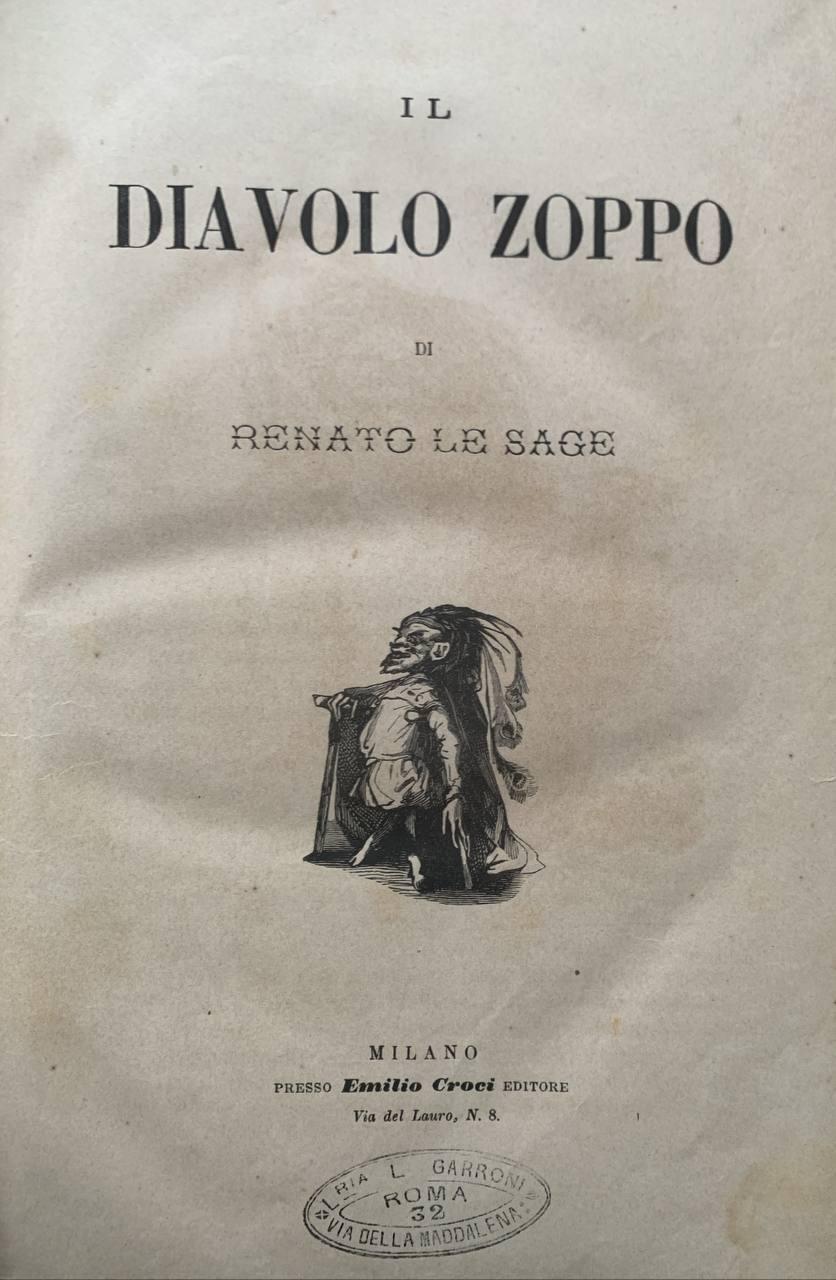 IL
DIAVOLO ZOPPO
DI
RENATO LE SAGE
MILANO
PRESSO Emilio Croci EDITORE
Via del Lauro, N. 8.
LRIA L. GARRONI
ROMA
32
VIA DELLA MADDALENA